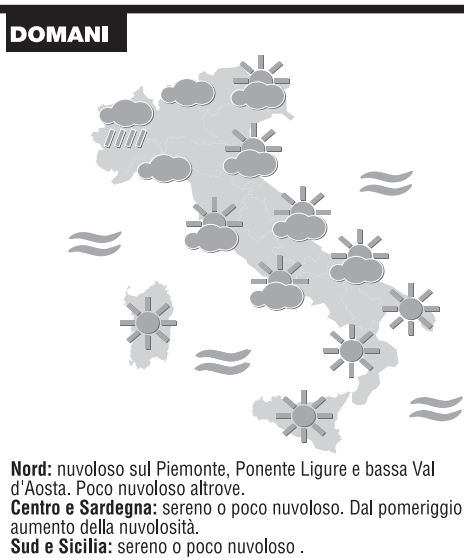 DOMANI
Nord: nuvoloso sul Piemonte, Ponente Ligure e bassa Val
d'Aosta. Poco nuvoloso altrove.
Centro e Sardegna: sereno o poco nuvoloso. Dal pomeriggio
aumento della nuvolosità.
Sud e Sicilia: sereno o poco nuvoloso .